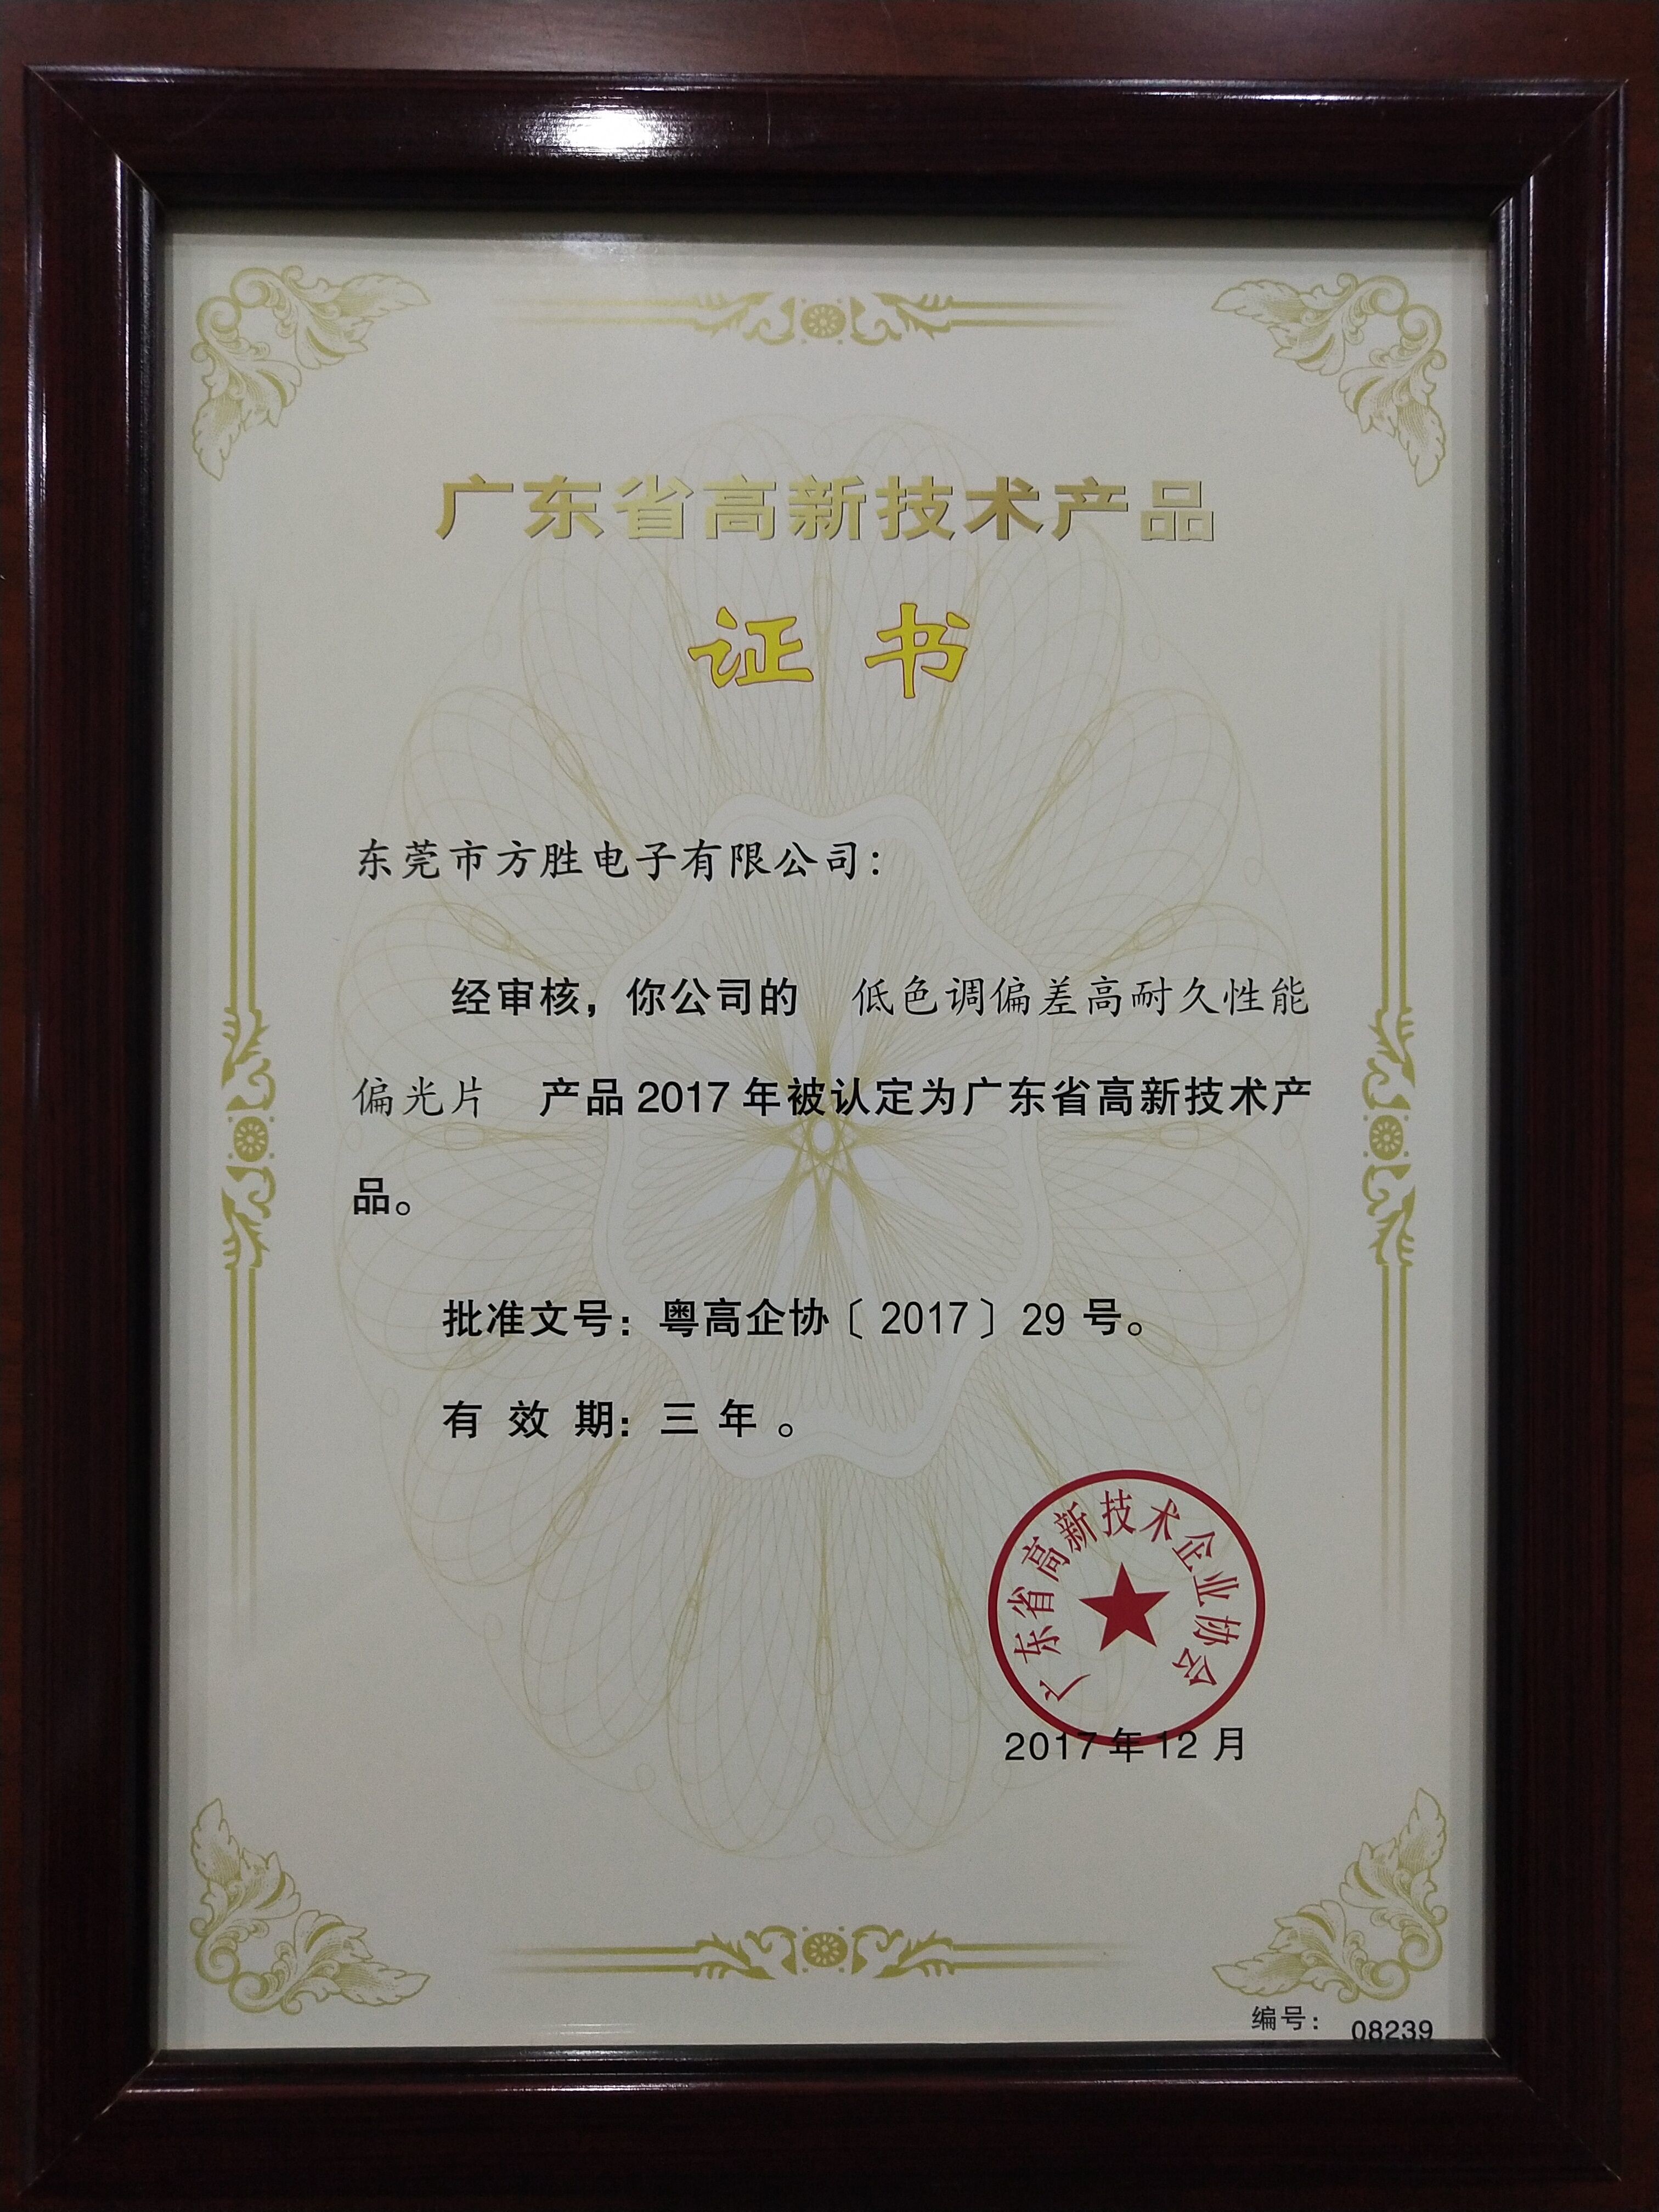 广东省高新技术产品
证书
东莞市方胜电子有限公司：
经审核，你公司的 低色调偏差高耐久性能
偏光片 产品2017年被认定为广东省高新技术产
品。
批准文号：粤高企协〔2017〕29 号。
有 效 期：三 年 。
广东省高新技术企业协会
2017年12月
编号： 08239